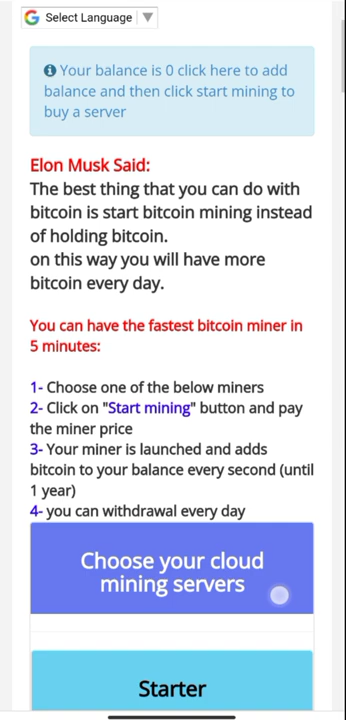 Select Language
Your balance is 0 click here to add
balance and then click start mining to
buy a server
Elon Musk Said:
The best thing that you can do with
bitcoin is start bitcoin mining instead
of holding bitcoin.
on this way you will have more
bitcoin every day.
You can have the fastest bitcoin miner in
5 minutes:
1- Choose one of the below miners
2- Click on "Start mining" button and pay
the miner price
3- Your miner is launched and adds
bitcoin to your balance every second (until
1 year)
4- you can withdrawal every day
Choose your cloud
mining servers
Starter